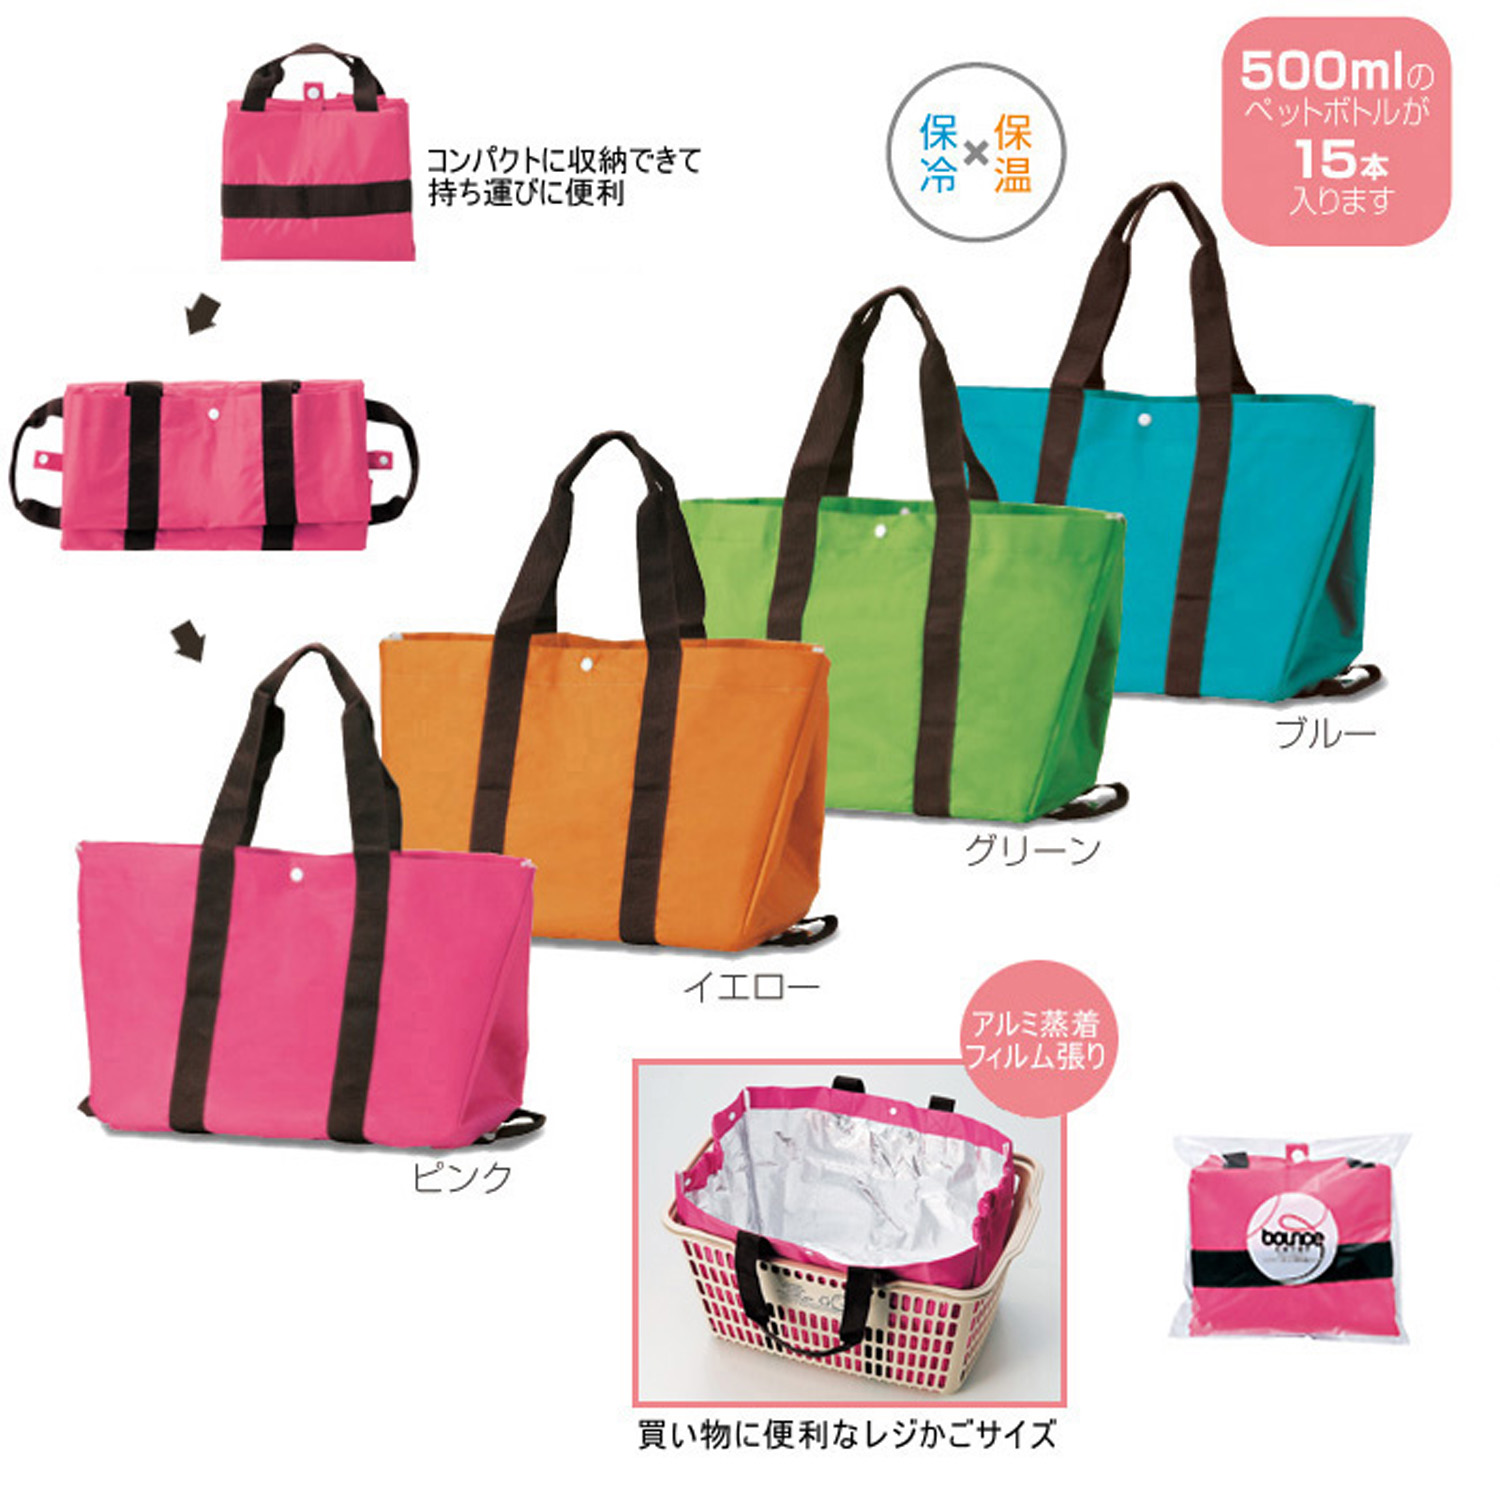 500mlの
ペットボトルが
15本
入ります
保冷×保温
コンパクトに収納できて
持ち運びに便利
ブルー
グリーン
イエロー
ピンク
アルミ蒸着
フィルム張り
買い物に便利なレジかごサイズ
bounce